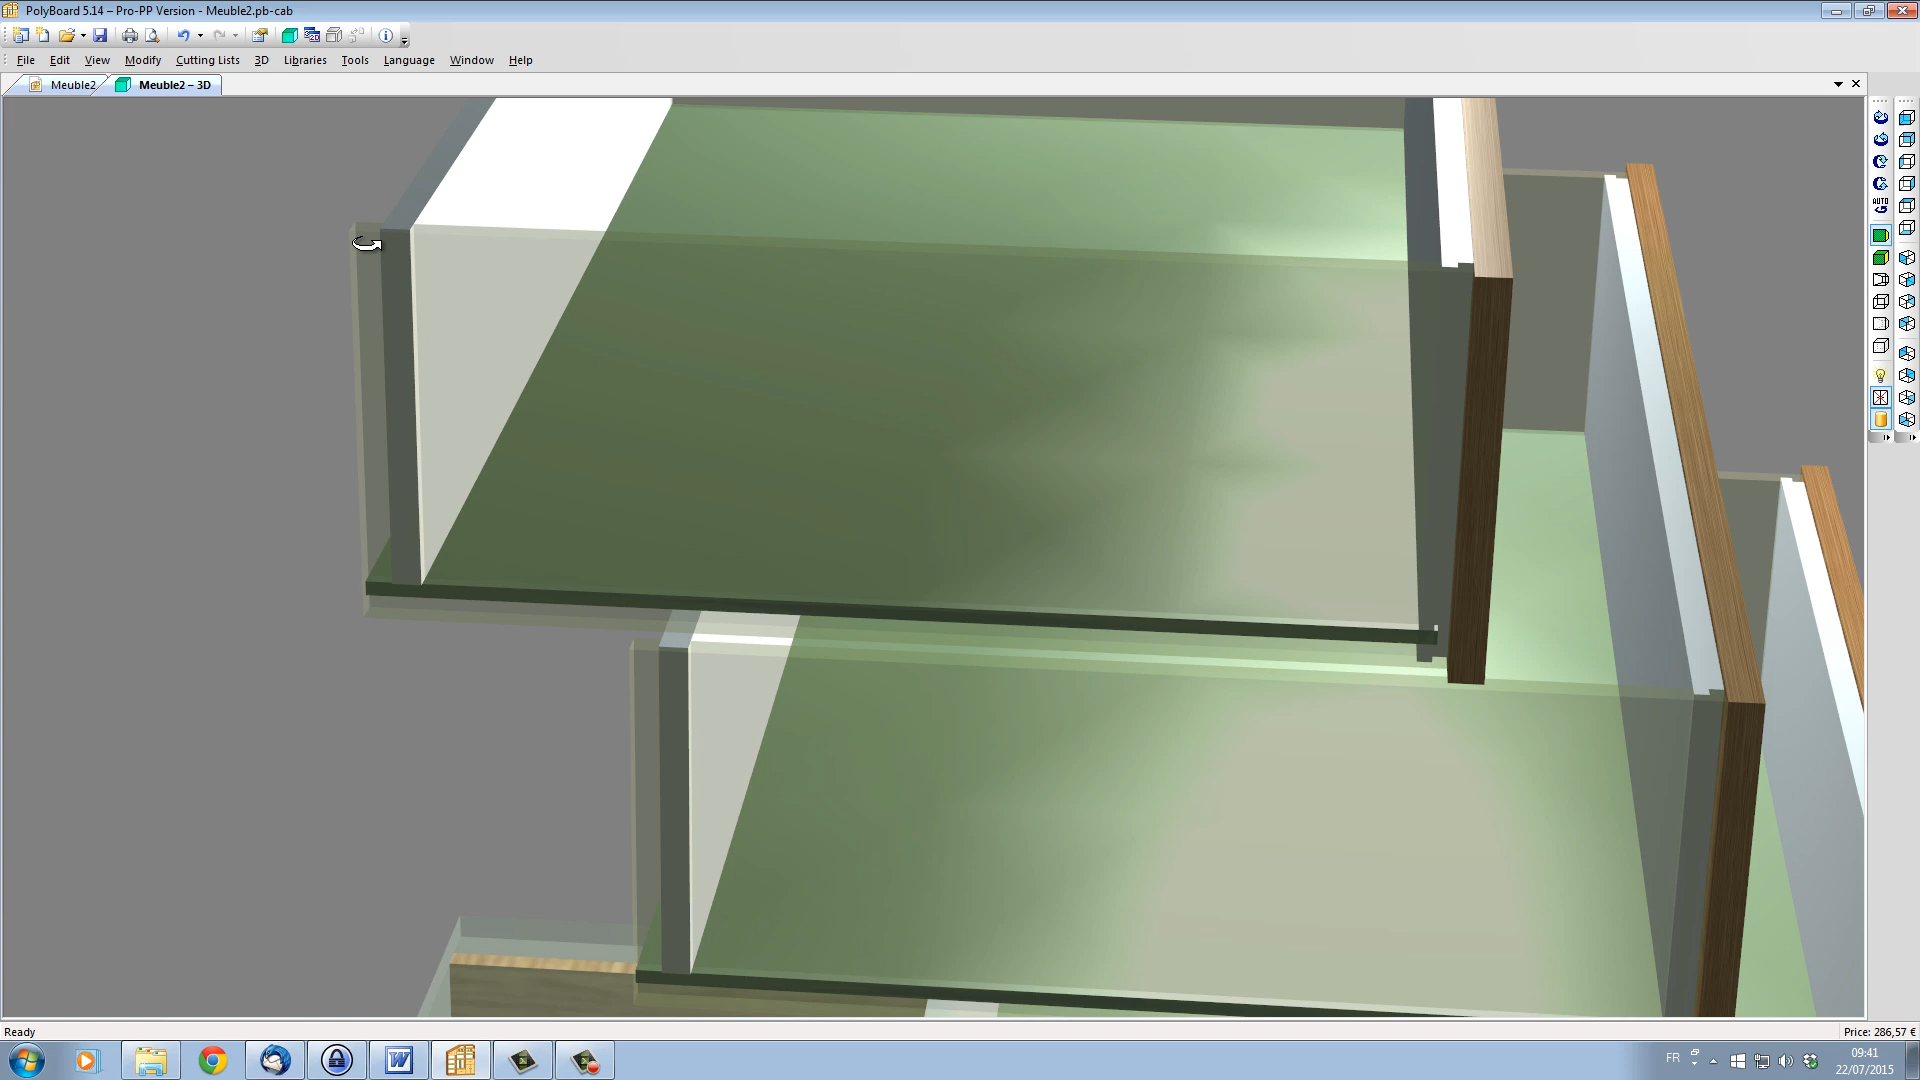 PolyBoard 5.14 – Pro-PP Version - Meuble2.pb-cab
File Edit View Modify Cutting Lists 3D Libraries Tools Language Window Help
Meuble2 Meuble2 – 3D
AUTO
Ready
Price: 286,57 €
FR
09:41
22/07/2015